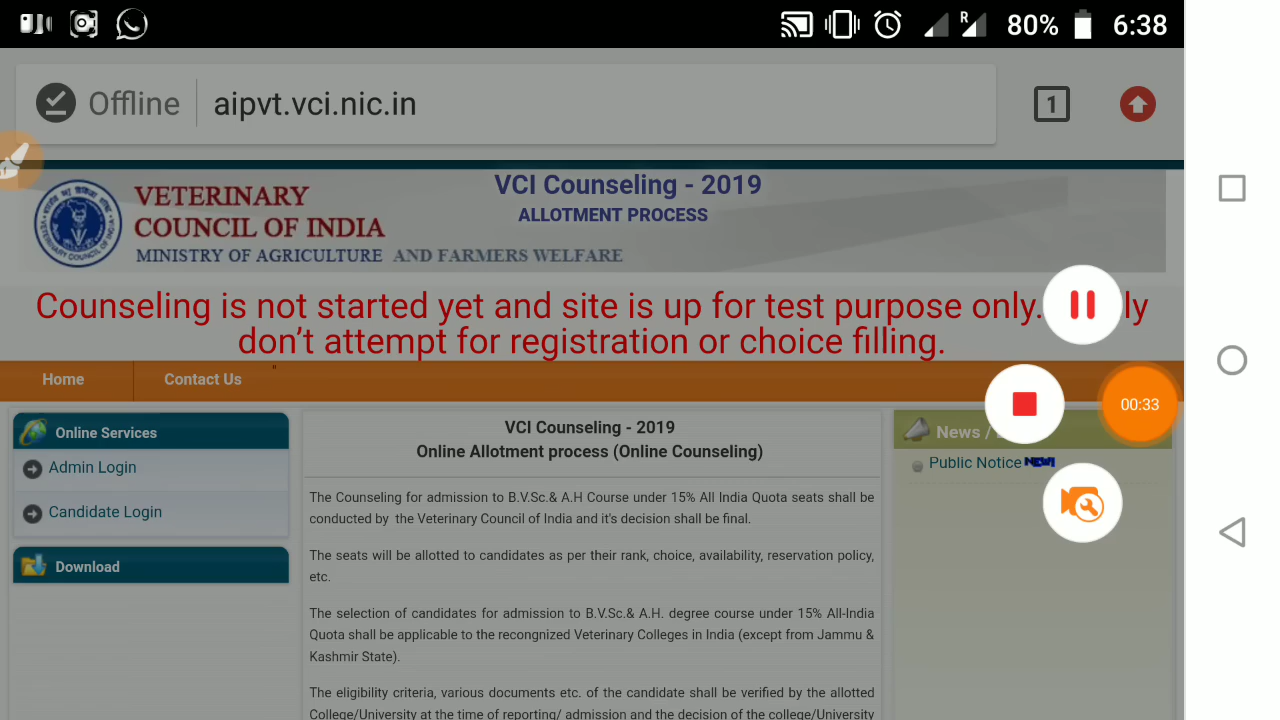 80% 6:38
Offline aipvt.vci.nic.in 1
R
VCI Counseling - 2019
ALLOTMENT PROCESS
VETERINARY
COUNCIL OF INDIA
MINISTRY OF AGRICULTURE AND FARMERS WELFARE
Counseling is not started yet and site is up for test purpose only. ly
don't attempt for registration or choice filling.
Home Contact Us "
Online Services
Admin Login
Candidate Login
Download
VCI Counseling - 2019
Online Allotment process (Online Counseling)
The Counseling for admission to B.V.Sc.& A.H Course under 15% All India Quota seats shall be
conducted by the Veterinary Council of India and it's decision shall be final.
The seats will be allotted to candidates as per their rank, choice, availability, reservation policy,
etc.
The selection of candidates for admission to B.V.Sc.& A.H. degree course under 15% All-India
Quota shall be applicable to the recongnized Veterinary Colleges in India (except from Jammu &
Kashmir State).
The eligibility criteria, various documents etc. of the candidate shall be verified by the allotted
College/University at the time of reporting/ admission and the decision of the college/University
News /
Public Notice NEW!
00:33